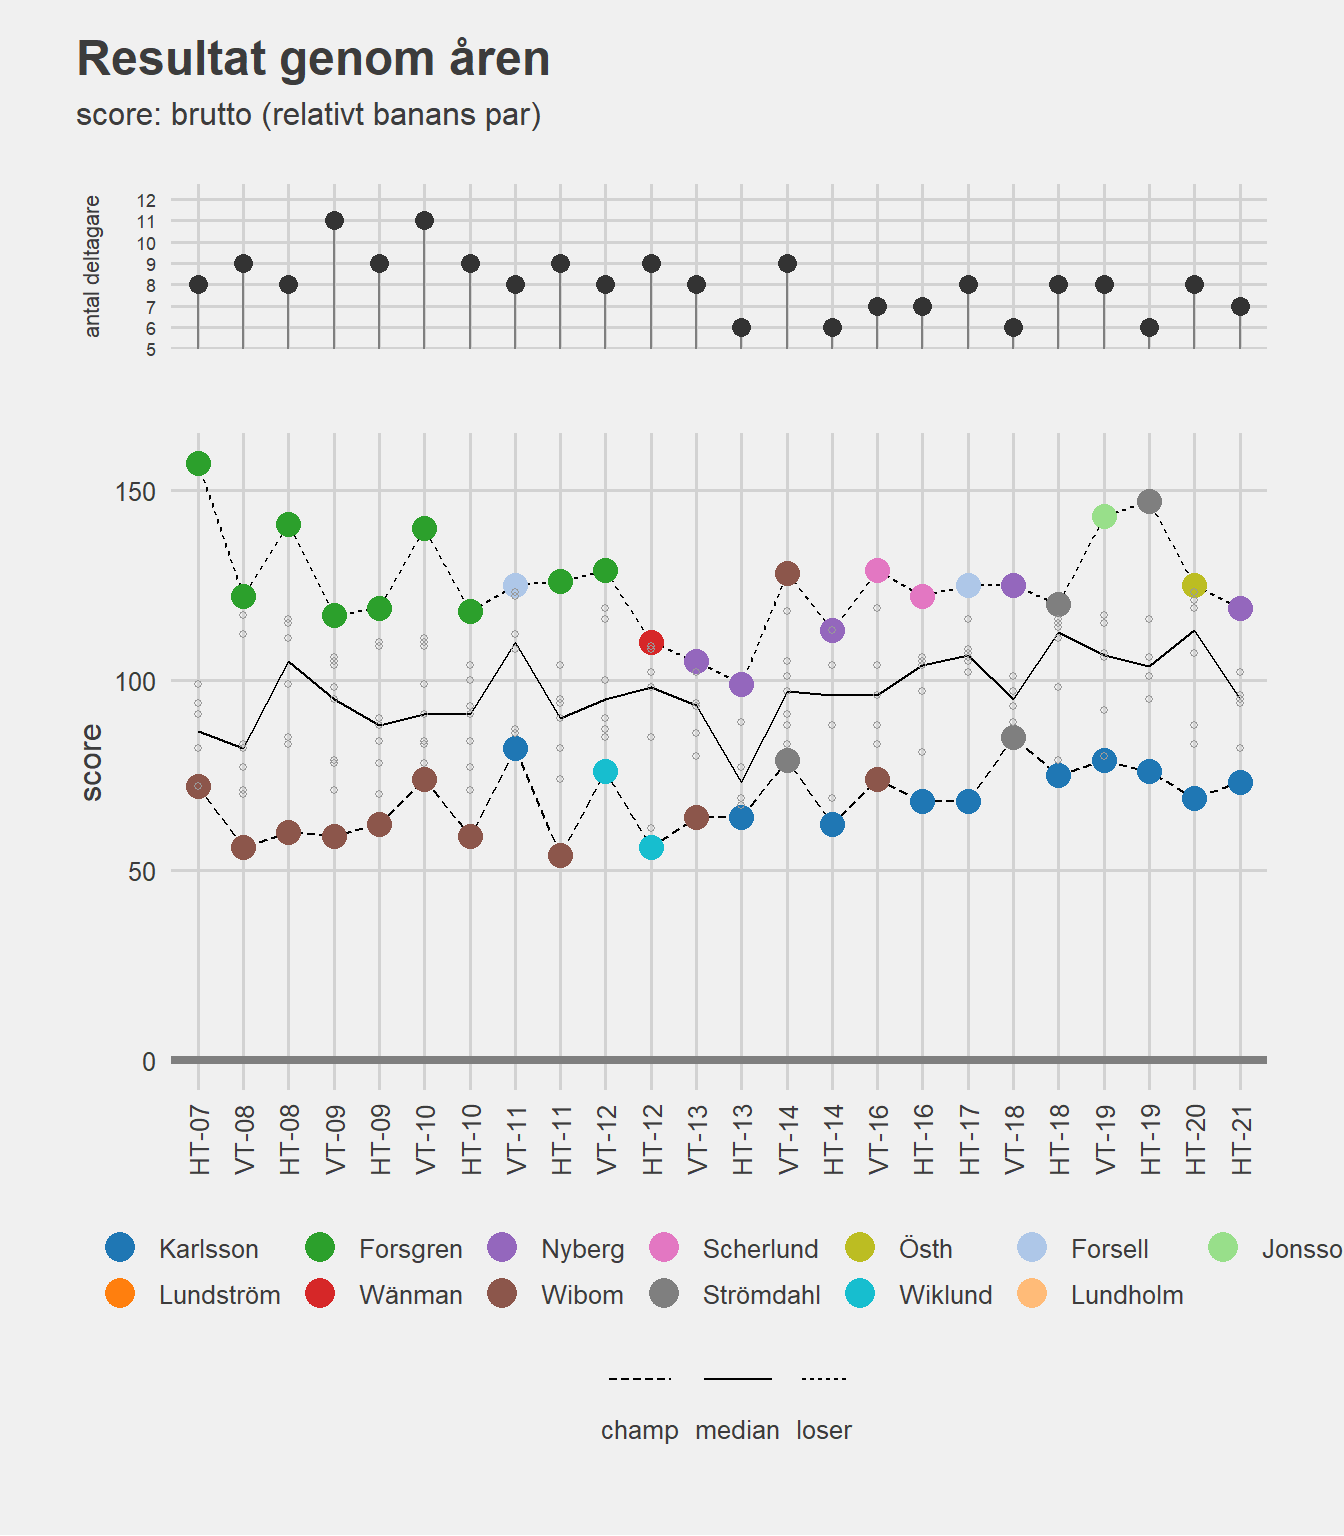 Resultat genom åren
score: brutto (relativt banans par)
antal deltagare
12
11
10
9
8
7
6
5
score
150
100
50
0
HT-07 VT-08 HT-08 VT-09 HT-09 VT-10 HT-10 VT-11 HT-11 VT-12 HT-12 VT-13 HT-13 VT-14 HT-14 VT-16 HT-16 HT-17 VT-18 HT-18 VT-19 HT-19 HT-20 HT-21
Karlsson Forsgren Nyberg Scherlund Östh Forsell Jonsso
Lundström Wänman Wibom Strömdahl Wiklund Lundholm
champ median loser